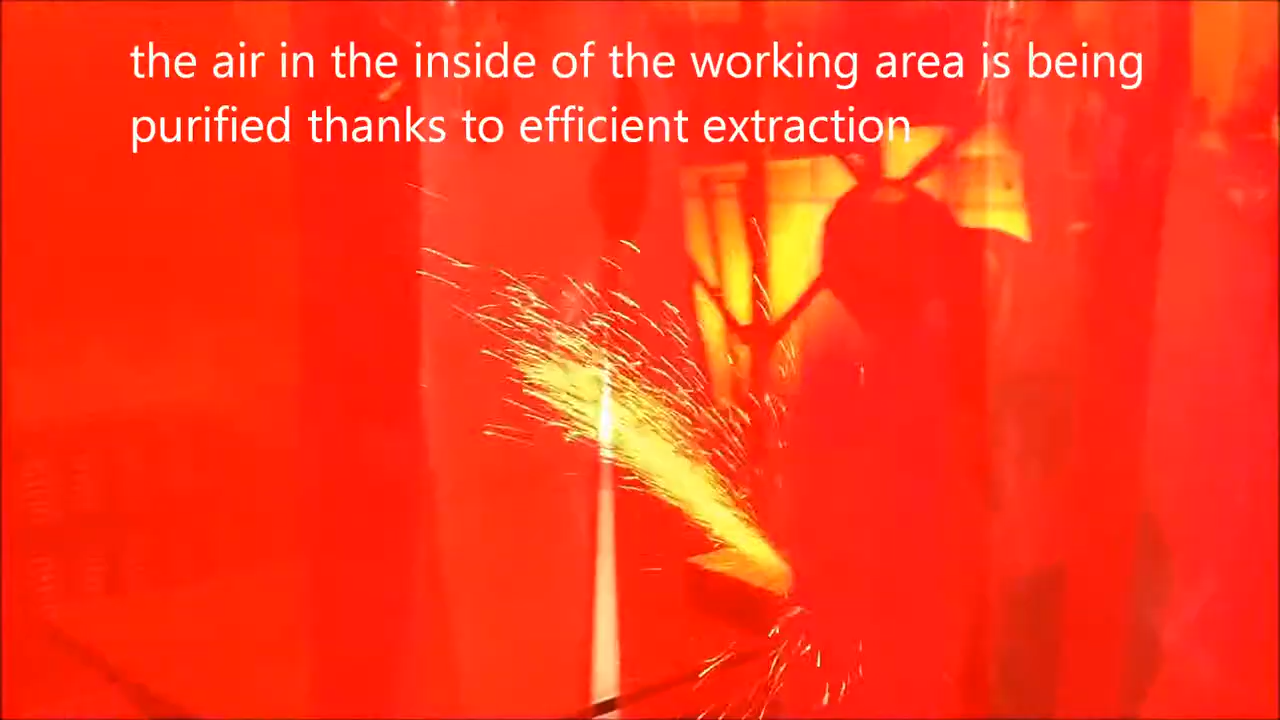 the air in the inside of the working area is being
purified thanks to efficient extraction